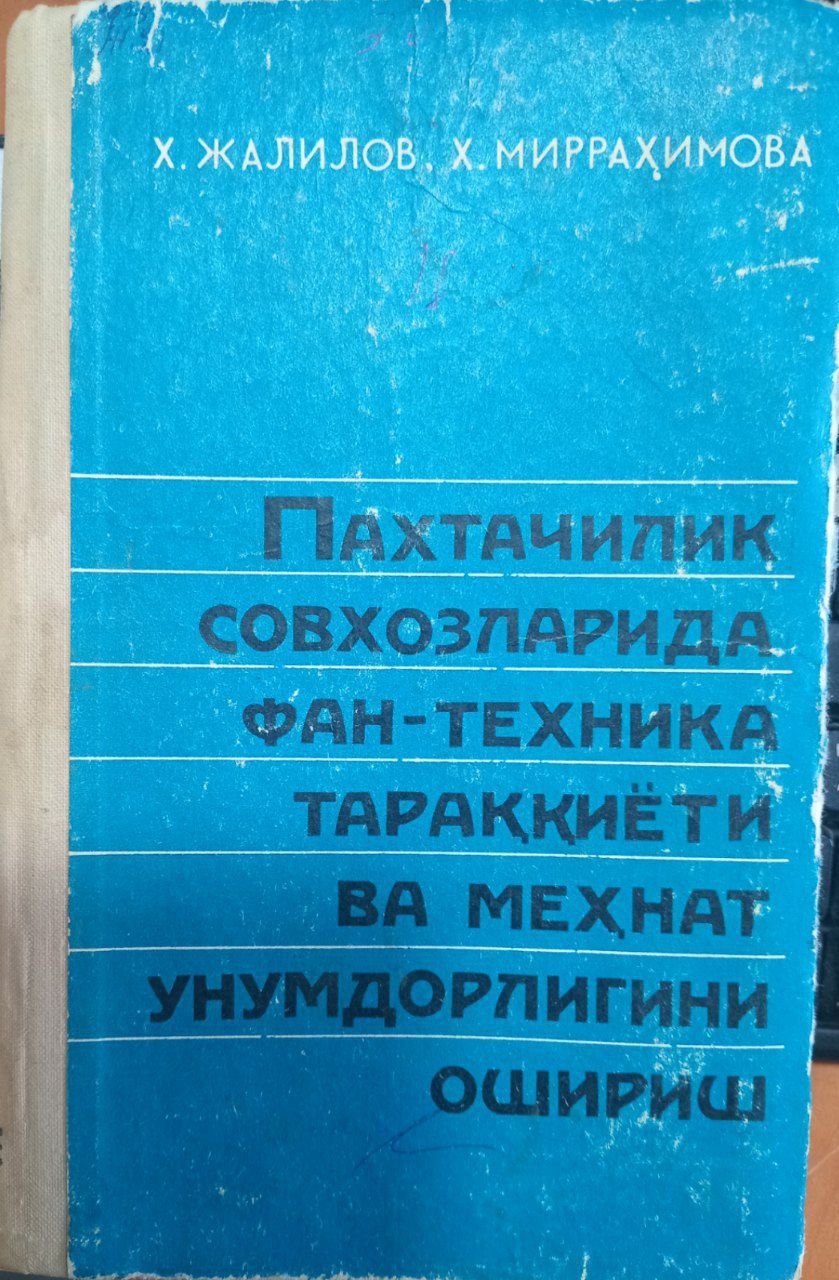 Х. ЖАЛИЛОВ, Х. МИРРАҲИМОВА
ПАХТАЧИЛИК
СОВХОЗЛАРИДА
ФАН-ТЕХНИКА
ТАРАҚҚИЁТИ
ВА МЕҲНАТ
УНУМДОРЛИГИНИ
ОШИРИШ